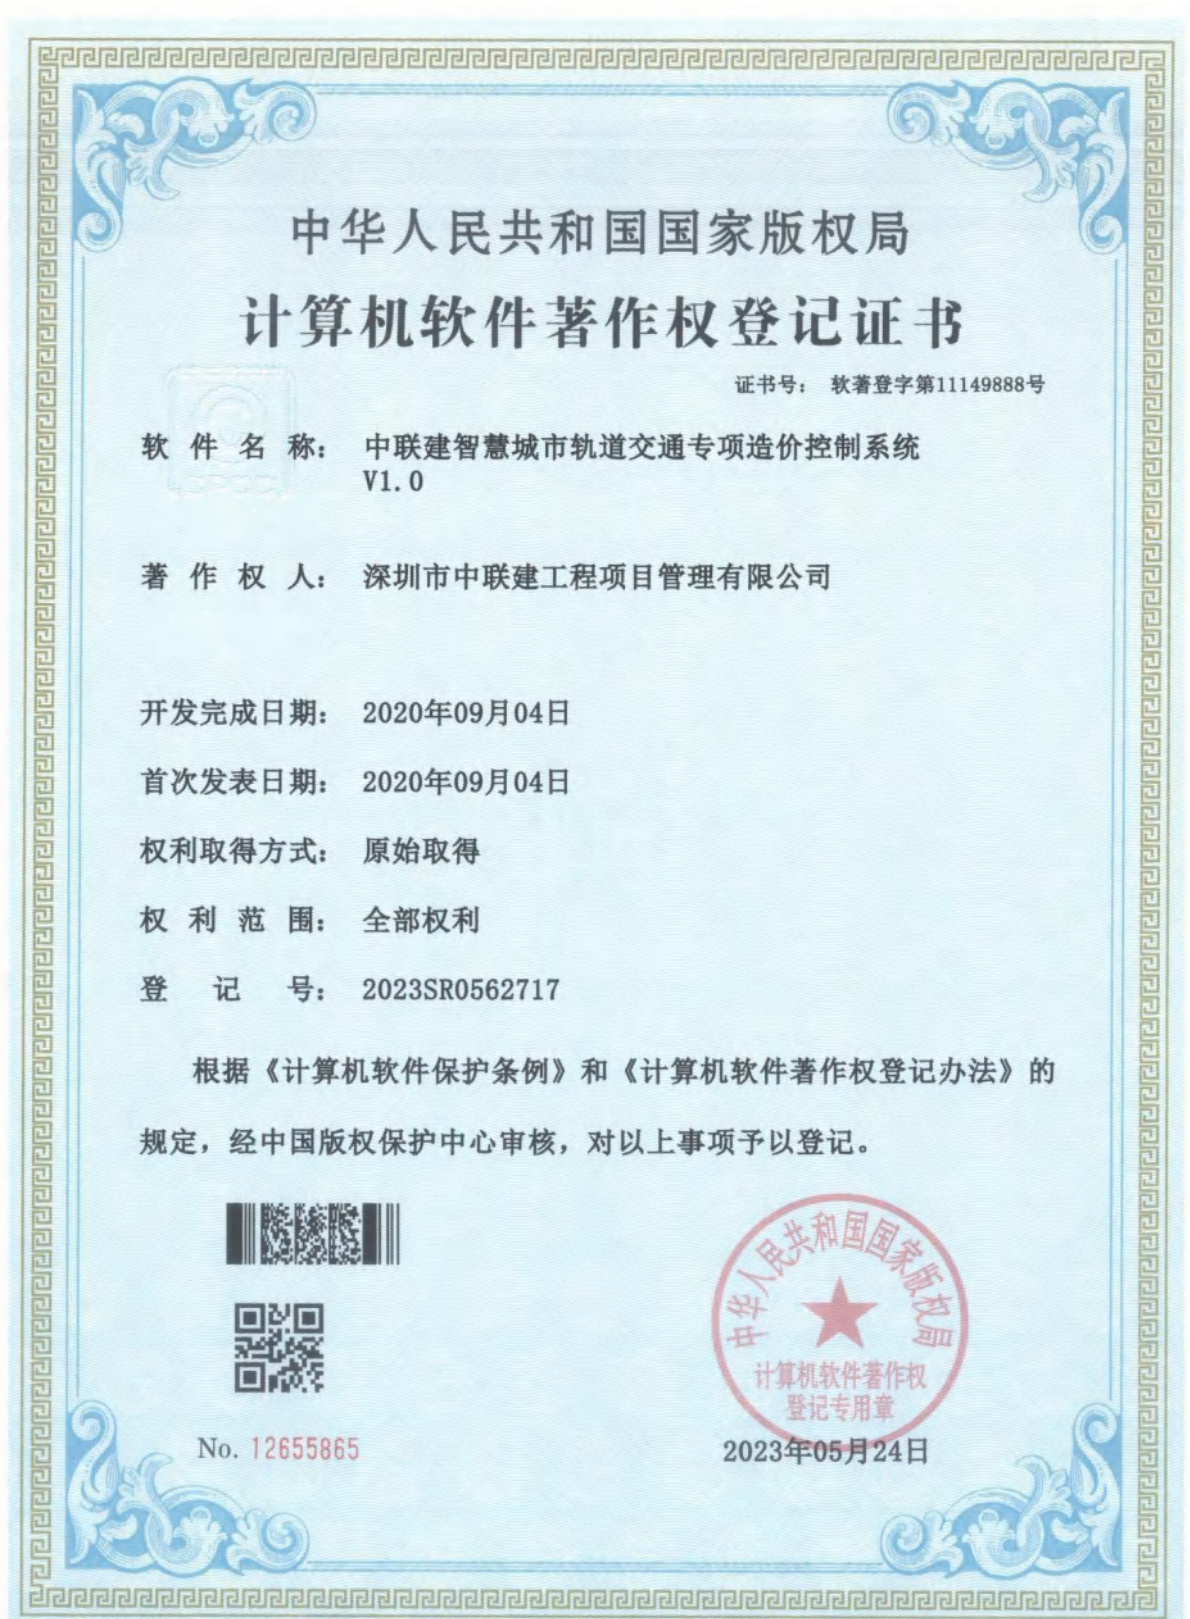 中华人民共和国国家版权局
计算机软件著作权登记证书
证书号： 软著登字第11149888号
软件名称： 中联建智慧城市轨道交通专项造价控制系统
V1.0
著作权人： 深圳市中联建工程项目管理有限公司
开发完成日期： 2020年09月04日
首次发表日期： 2020年09月04日
权利取得方式： 原始取得
权利范围： 全部权利
登记号： 2023SR0562717
根据《计算机软件保护条例》和《计算机软件著作权登记办法》的
规定，经中国版权保护中心审核，对以上事项予以登记。
中华人民共和国国家版权局
计算机软件著作权
登记专用章
No. 12655865
2023年05月24日